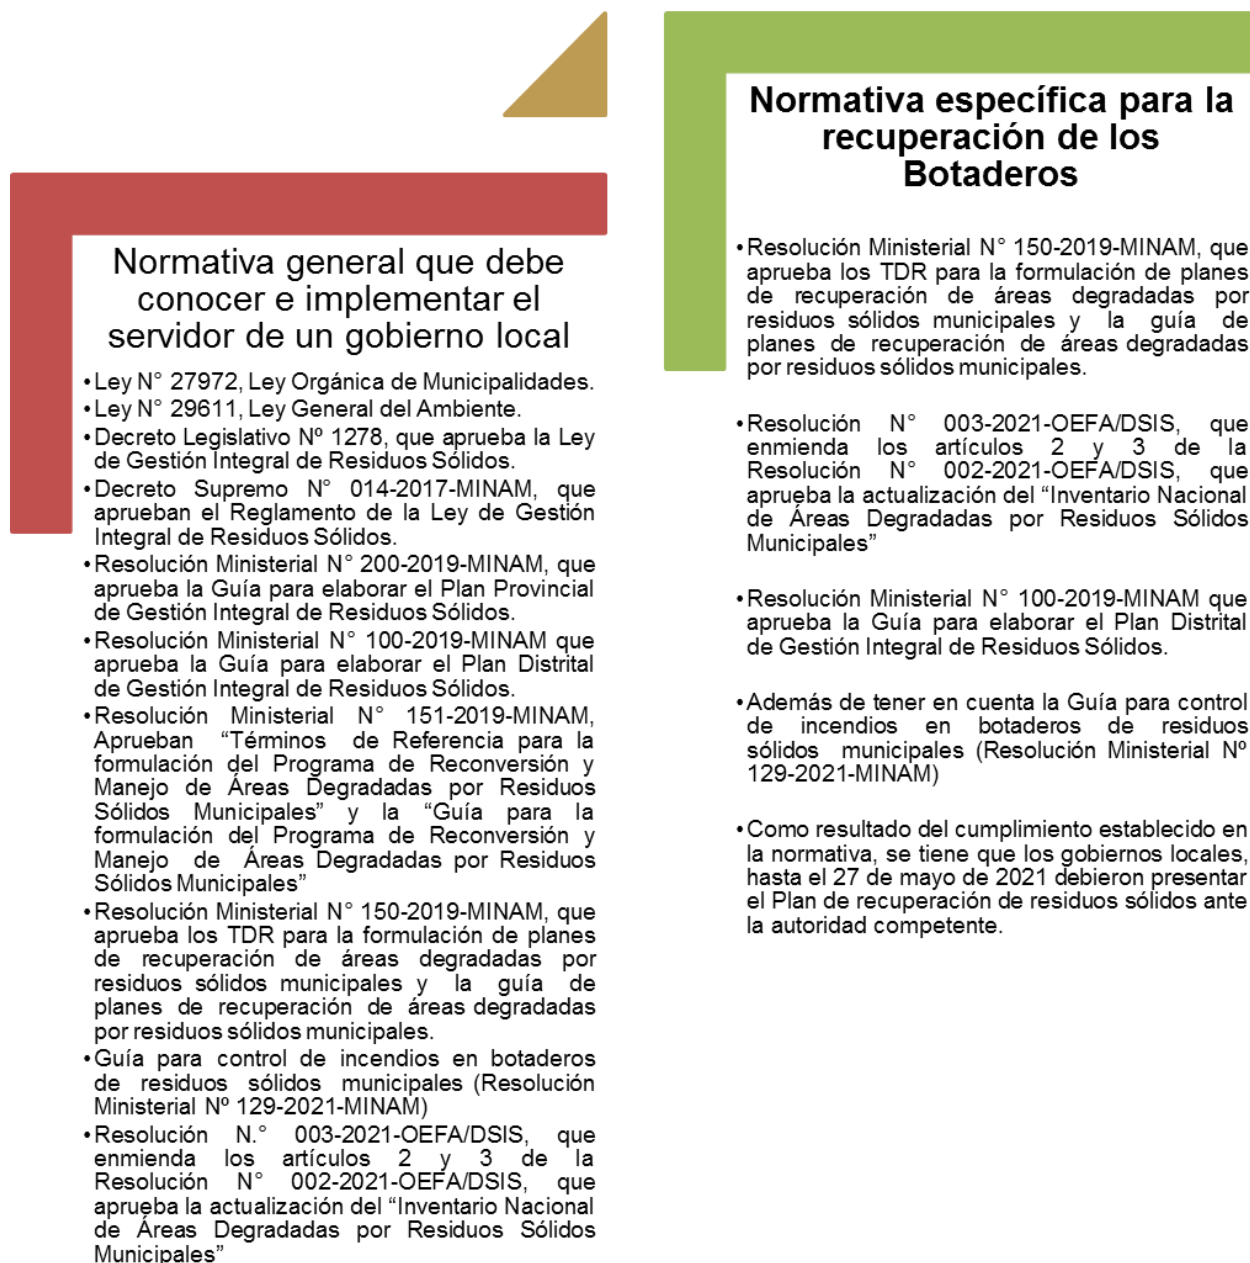 Normativa general que debe
conocer e implementar el
servidor de un gobierno local
•Ley N° 27972, Ley Orgánica de Municipalidades.
•Ley N° 29611, Ley General del Ambiente.
•Decreto Legislativo Nº 1278, que aprueba la Ley
de Gestión Integral de Residuos Sólidos.
•Decreto Supremo N° 014-2017-MINAM, que
aprueban el Reglamento de la Ley de Gestión
Integral de Residuos Sólidos.
•Resolución Ministerial N° 200-2019-MINAM, que
aprueba la Guía para elaborar el Plan Provincial
de Gestión Integral de Residuos Sólidos.
•Resolución Ministerial N° 100-2019-MINAM que
aprueba la Guía para elaborar el Plan Distrital
de Gestión Integral de Residuos Sólidos.
•Resolución Ministerial N° 151-2019-MINAM,
Aprueban “Términos de Referencia para la
formulación del Programa de Reconversión y
Manejo de Áreas Degradadas por Residuos
Sólidos Municipales” y la “Guía para la
formulación del Programa de Reconversión y
Manejo de Áreas Degradadas por Residuos
Sólidos Municipales”
•Resolución Ministerial N° 150-2019-MINAM, que
aprueba los TDR para la formulación de planes
de recuperación de áreas degradadas por
residuos sólidos municipales y la guía de
planes de recuperación de áreas degradadas
por residuos sólidos municipales.
•Guía para control de incendios en botaderos
de residuos sólidos municipales (Resolución
Ministerial Nº 129-2021-MINAM)
•Resolución N.° 003-2021-OEFA/DSIS, que
enmienda los artículos 2 y 3 de la
Resolución N° 002-2021-OEFA/DSIS, que
aprueba la actualización del “Inventario Nacional
de Áreas Degradadas por Residuos Sólidos
Municipales”
Normativa específica para la
recuperación de los
Botaderos
•Resolución Ministerial N° 150-2019-MINAM, que
aprueba los TDR para la formulación de planes
de recuperación de áreas degradadas por
residuos sólidos municipales y la guía de
planes de recuperación de áreas degradadas
por residuos sólidos municipales.
•Resolución N° 003-2021-OEFA/DSIS, que
enmienda los artículos 2 y 3 de la
Resolución N° 002-2021-OEFA/DSIS, que
aprueba la actualización del “Inventario Nacional
de Áreas Degradadas por Residuos Sólidos
Municipales”
•Resolución Ministerial N° 100-2019-MINAM que
aprueba la Guía para elaborar el Plan Distrital
de Gestión Integral de Residuos Sólidos.
•Además de tener en cuenta la Guía para control
de incendios en botaderos de residuos
sólidos municipales (Resolución Ministerial Nº
129-2021-MINAM)
•Como resultado del cumplimiento establecido en
la normativa, se tiene que los gobiernos locales,
hasta el 27 de mayo de 2021 debieron presentar
el Plan de recuperación de residuos sólidos ante
la autoridad competente.